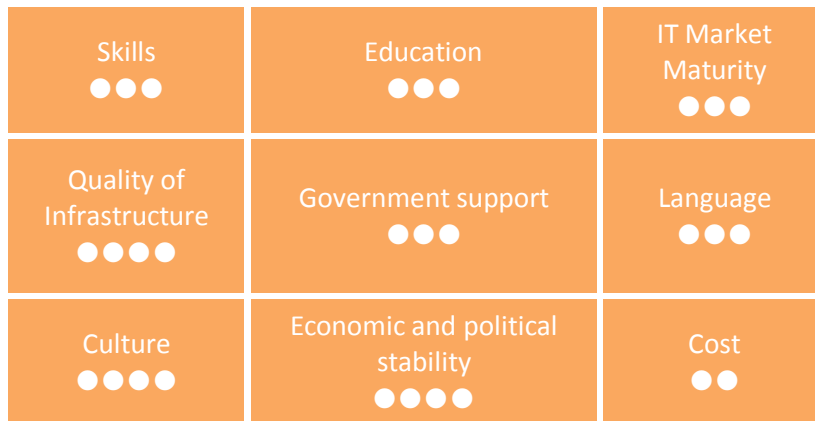 Skills
●●●
Education
●●●
IT Market
Maturity
●●●
Quality of
Infrastructure
●●●●
Government support
●●●
Language
●●●
Culture
●●●●
Economic and political
stability
●●●●
Cost
●●